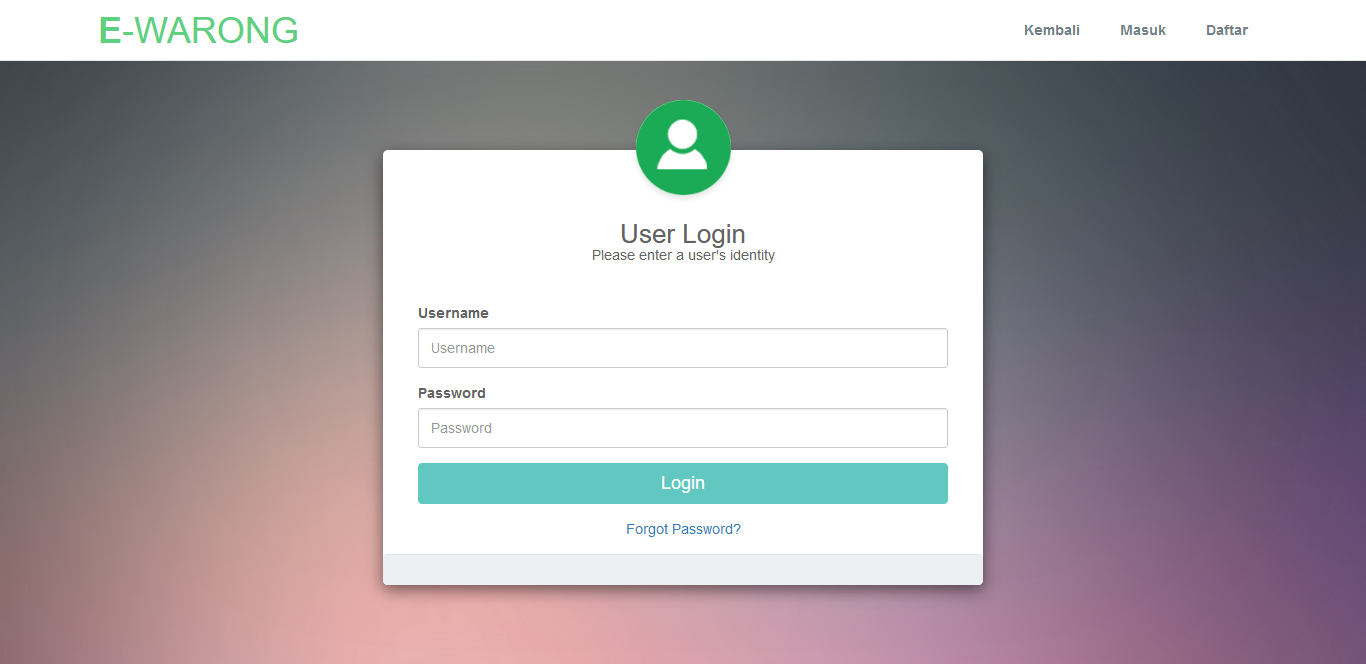 E-WARONG
Kembali Masuk Daftar
User Login
Please enter a user's identity
Username
Username
Password
Password
Login
Forgot Password?